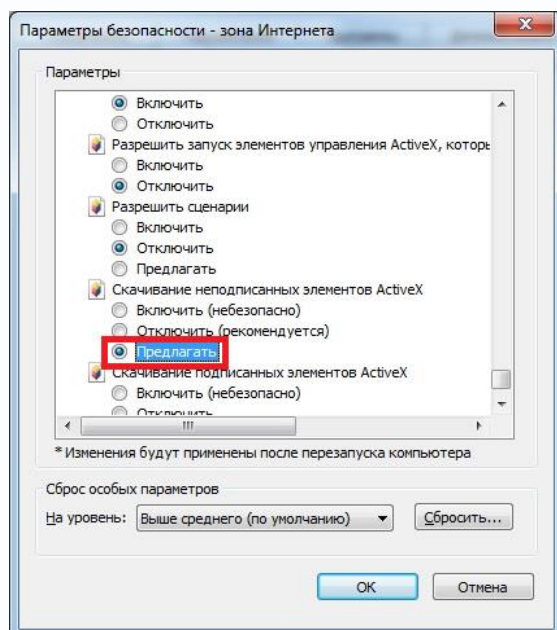 Параметры безопасности - зона Интернета
Параметры
Включить
Отключить
Разрешить запуск элементов управления ActiveX, которь
Включить
Отключить
Разрешить сценарии
Включить
Отключить
Предлагать
Скачивание неподписанных элементов ActiveX
Включить (небезопасно)
Отключить (рекомендуется)
Предлагать
Скачивание подписанных элементов ActiveX
Включить (небезопасно)
Отключить
* Изменения будут применены после перезапуска компьютера
Сброс особых параметров
На уровень: Выше среднего (по умолчанию) Сбросить...
ОК Отмена